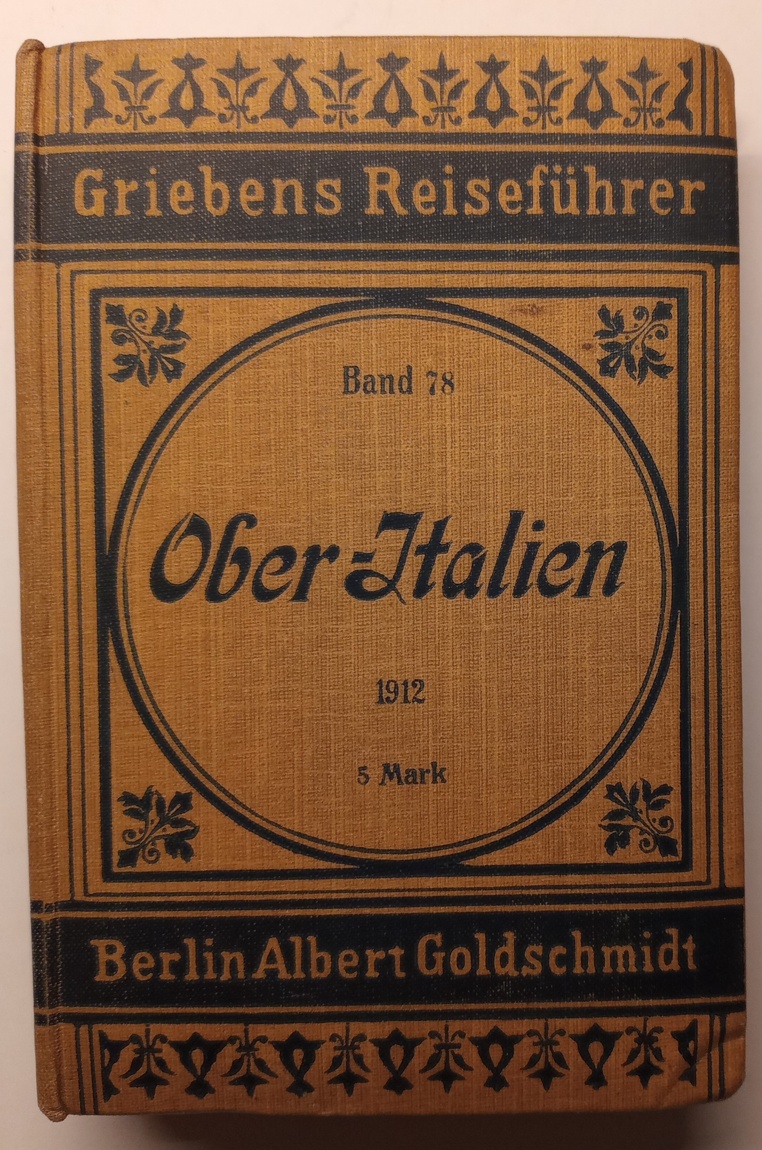 Griebens Reiseführer
Band 78
Ober-Italien
1912
5 Mark
Berlin Albert Goldschmidt